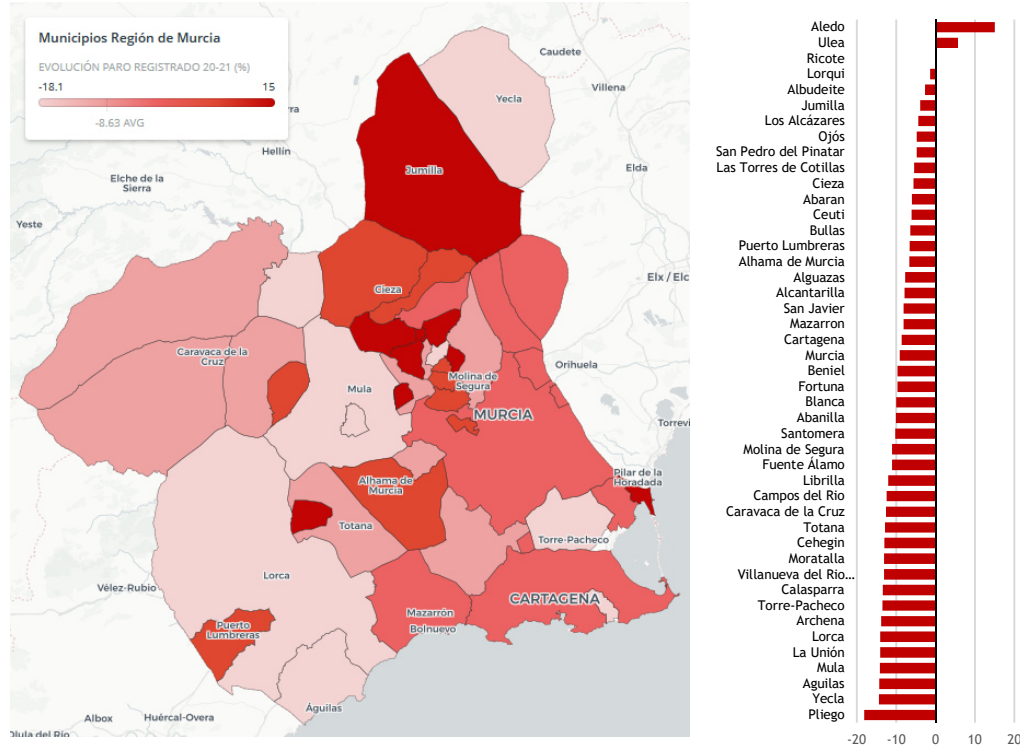 Municipios Región de Murcia
EVOLUCIÓN PARO REGISTRADO 20-21 (%)
-18.1 15
-8.63 AVG
Caudete
Villena
Yecla
Hellín
Jumilla
Elda
Elche de la
Sierra
Yeste
Elx / Elc
Cieza
Caravaca de la
Cruz
Orihuela
Mula
Molina de
Segura
MURCIA
Torrevi
Pilar de la
Horadada
Alhama de
Murcia
Totana
Torre-Pacheco
Lorca
Vélez-Rubio
CARTAGENA
Mazarrón
Bolnuevo
Puerto
Lumbreras
Águilas
Albox
Huércal-Overa
Olula del Río
Aledo
Ulea
Ricote
Lorqui
Albudeite
Jumilla
Los Alcázares
Ojós
San Pedro del Pinatar
Las Torres de Cotillas
Cieza
Abaran
Ceuti
Bullas
Puerto Lumbreras
Alhama de Murcia
Alguazas
Alcantarilla
San Javier
Mazarron
Cartagena
Murcia
Beniel
Fortuna
Blanca
Abanilla
Santomera
Molina de Segura
Fuente Álamo
Librilla
Campos del Rio
Caravaca de la Cruz
Totana
Cehegin
Moratalla
Villanueva del Rio...
Calasparra
Torre-Pacheco
Archena
Lorca
La Unión
Mula
Aguilas
Yecla
Pliego
-20 -10 0 10 20